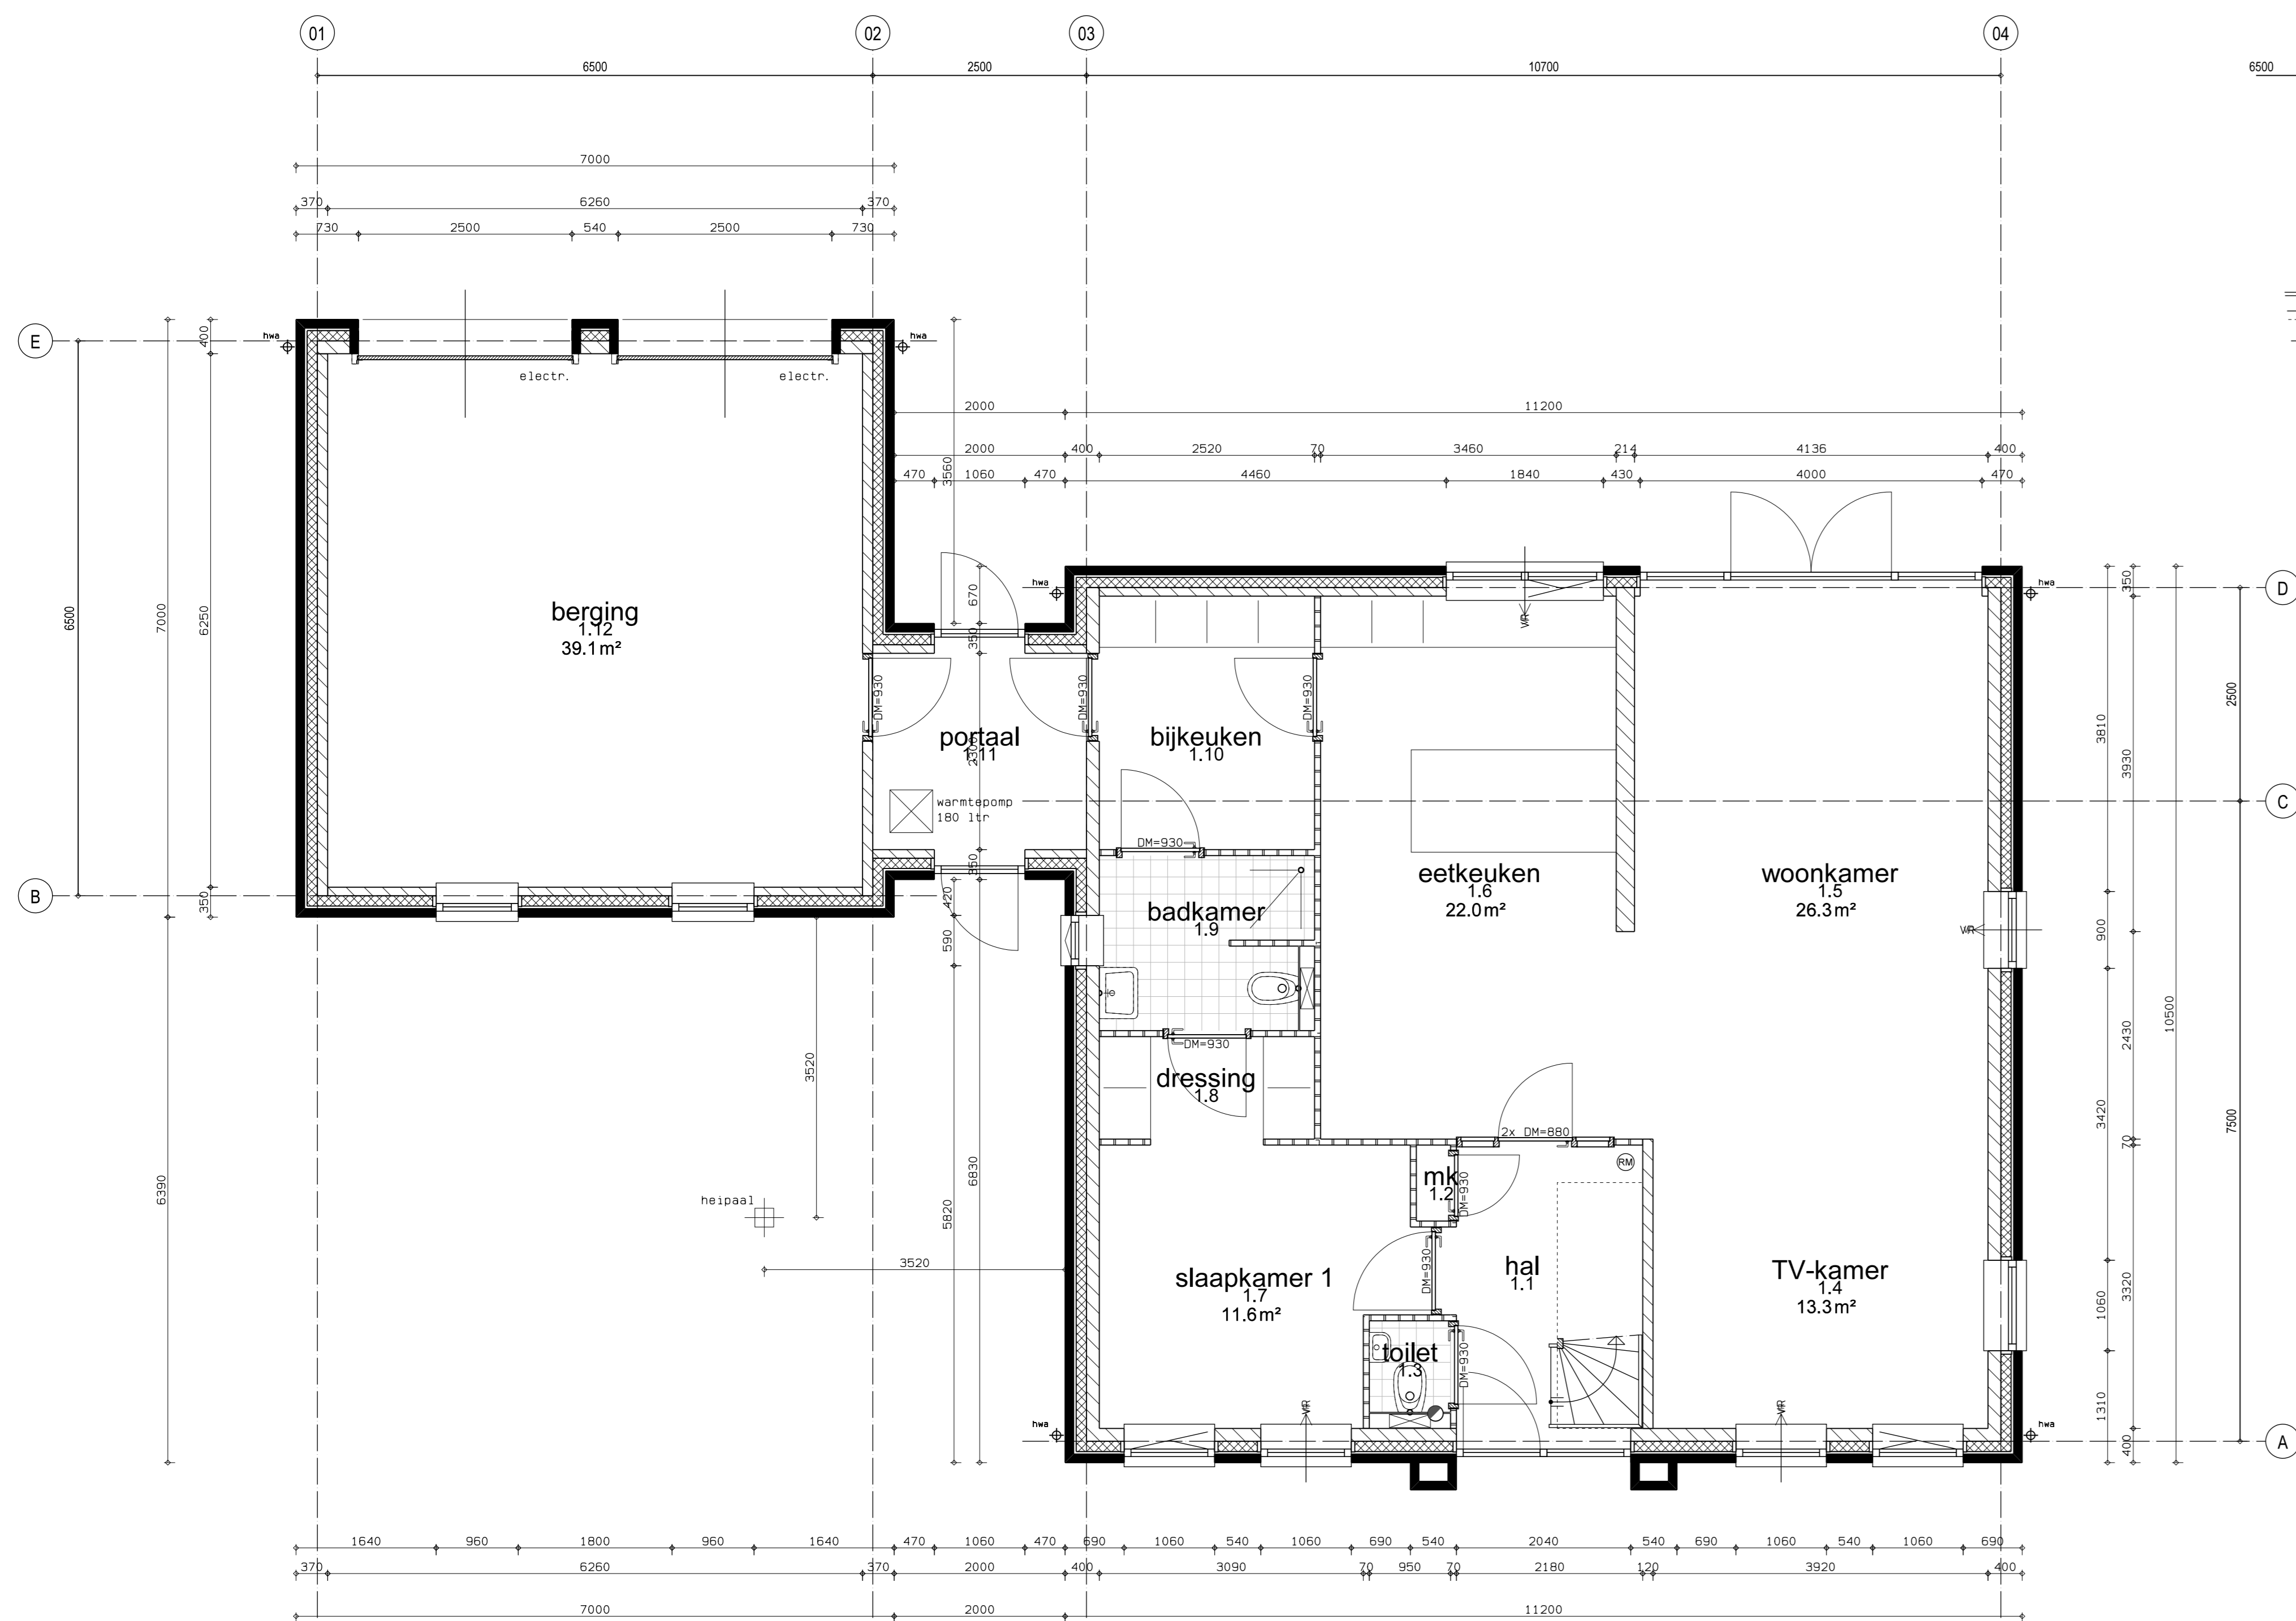 01 02 03 04
6500 2500 10700 6500
7000
370 6260 370
730 2500 540 2500 730
E
hwa hwa
electr. electr.
2000 11200
2000 400 2520 70 3460 214 4136 400
470 1060 470 4460 1840 430 4000 470
400
3560
6500
7000
6250
350
berging
1.12
39.1 m²
hwa
hwa
D
670
350
VR
350
DM=930
DM=930
DM=930
portaal
1.11
2300
bijkeuken
1.10
3810
3930
2500
warmtepomp
180 ltr
C
DM=930
350
eetkeuken
1.6
22.0 m²
woonkamer
1.5
26.3 m²
B
420
badkamer
1.9
590
VR
900
10500
DM=930
3520
dressing
1.8
2430
3420
7500
2x DM=880
70
RM
6390
6830
5820
heipaal
mk
1.2
DM=930
3520
slaapkamer 1
1.7
11.6 m²
DM=930
hal
1.1
TV-kamer
1.4
13.3 m²
1060
3320
toilet
1.3
DM=930
1310
VR
VR
hwa
hwa
400
A
1640 960 1800 960 1640 470 1060 470 690 1060 540 1060 690 540 2040 540 690 1060 540 1060 690
370 6260 370 2000 400 3090 70 950 70 2180 120 3920 400
7000 2000 11200